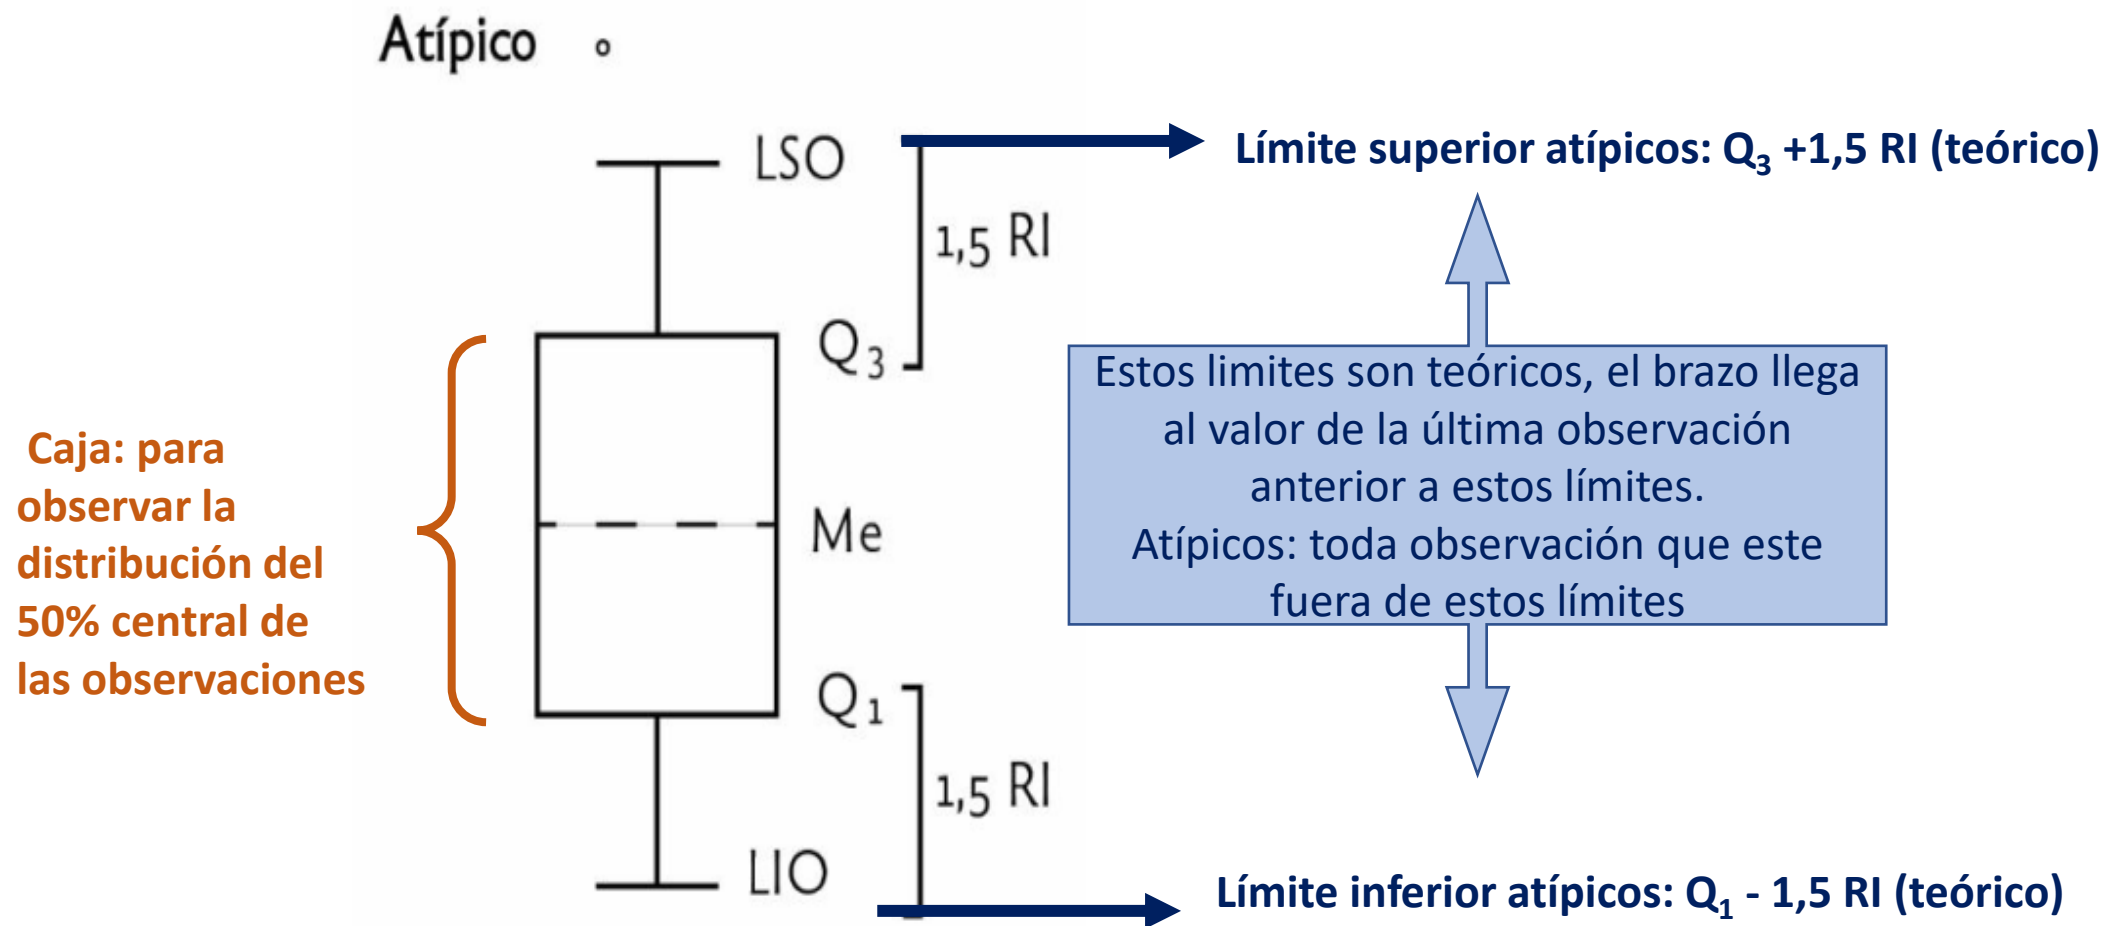 Atípico
LSO
Límite superior atípicos: Q₃ +1,5 RI (teórico)
1,5 RI
Q₃
Estos limites son teóricos, el brazo llega
al valor de la última observación
anterior a estos límites.
Atípicos: toda observación que este
fuera de estos límites
Caja: para
observar la
distribución del
50% central de
las observaciones
Me
Q₁
1,5 RI
LIO
Límite inferior atípicos: Q₁ - 1,5 RI (teórico)